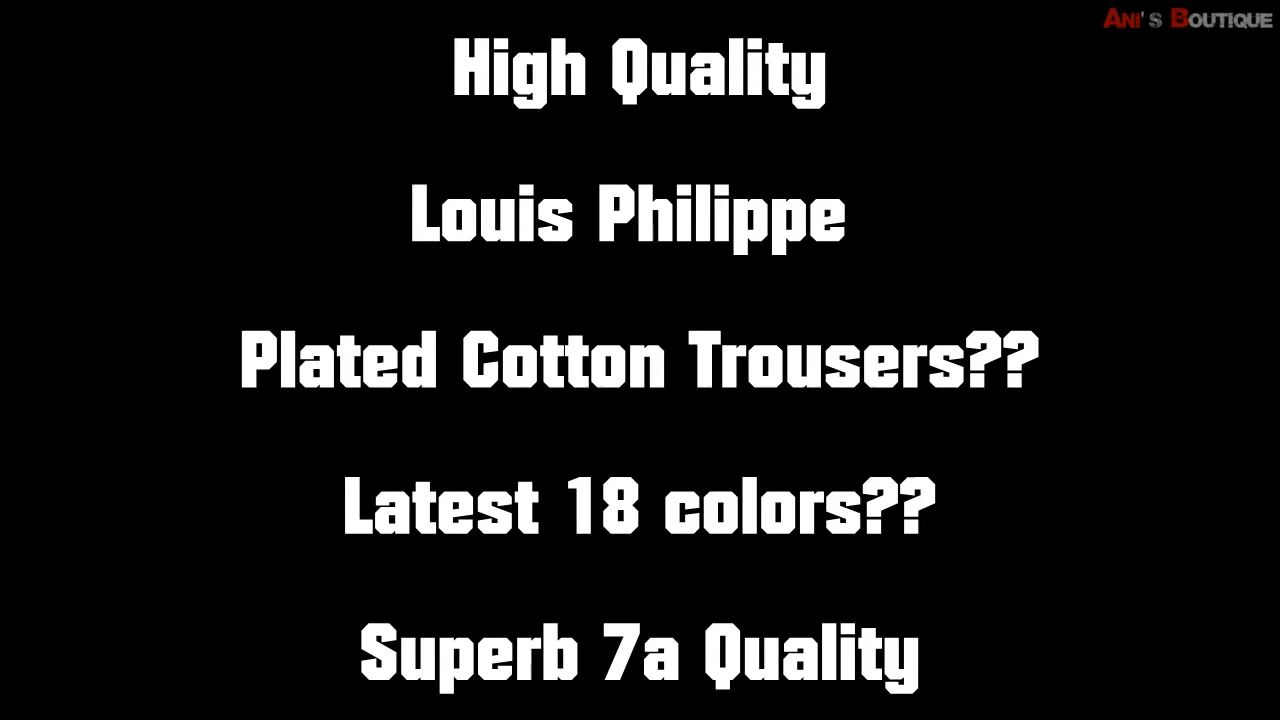 Ani's Boutique
High Quality
Louis Philippe
Plated Cotton Trousers??
Latest 18 colors??
Superb 7a Quality